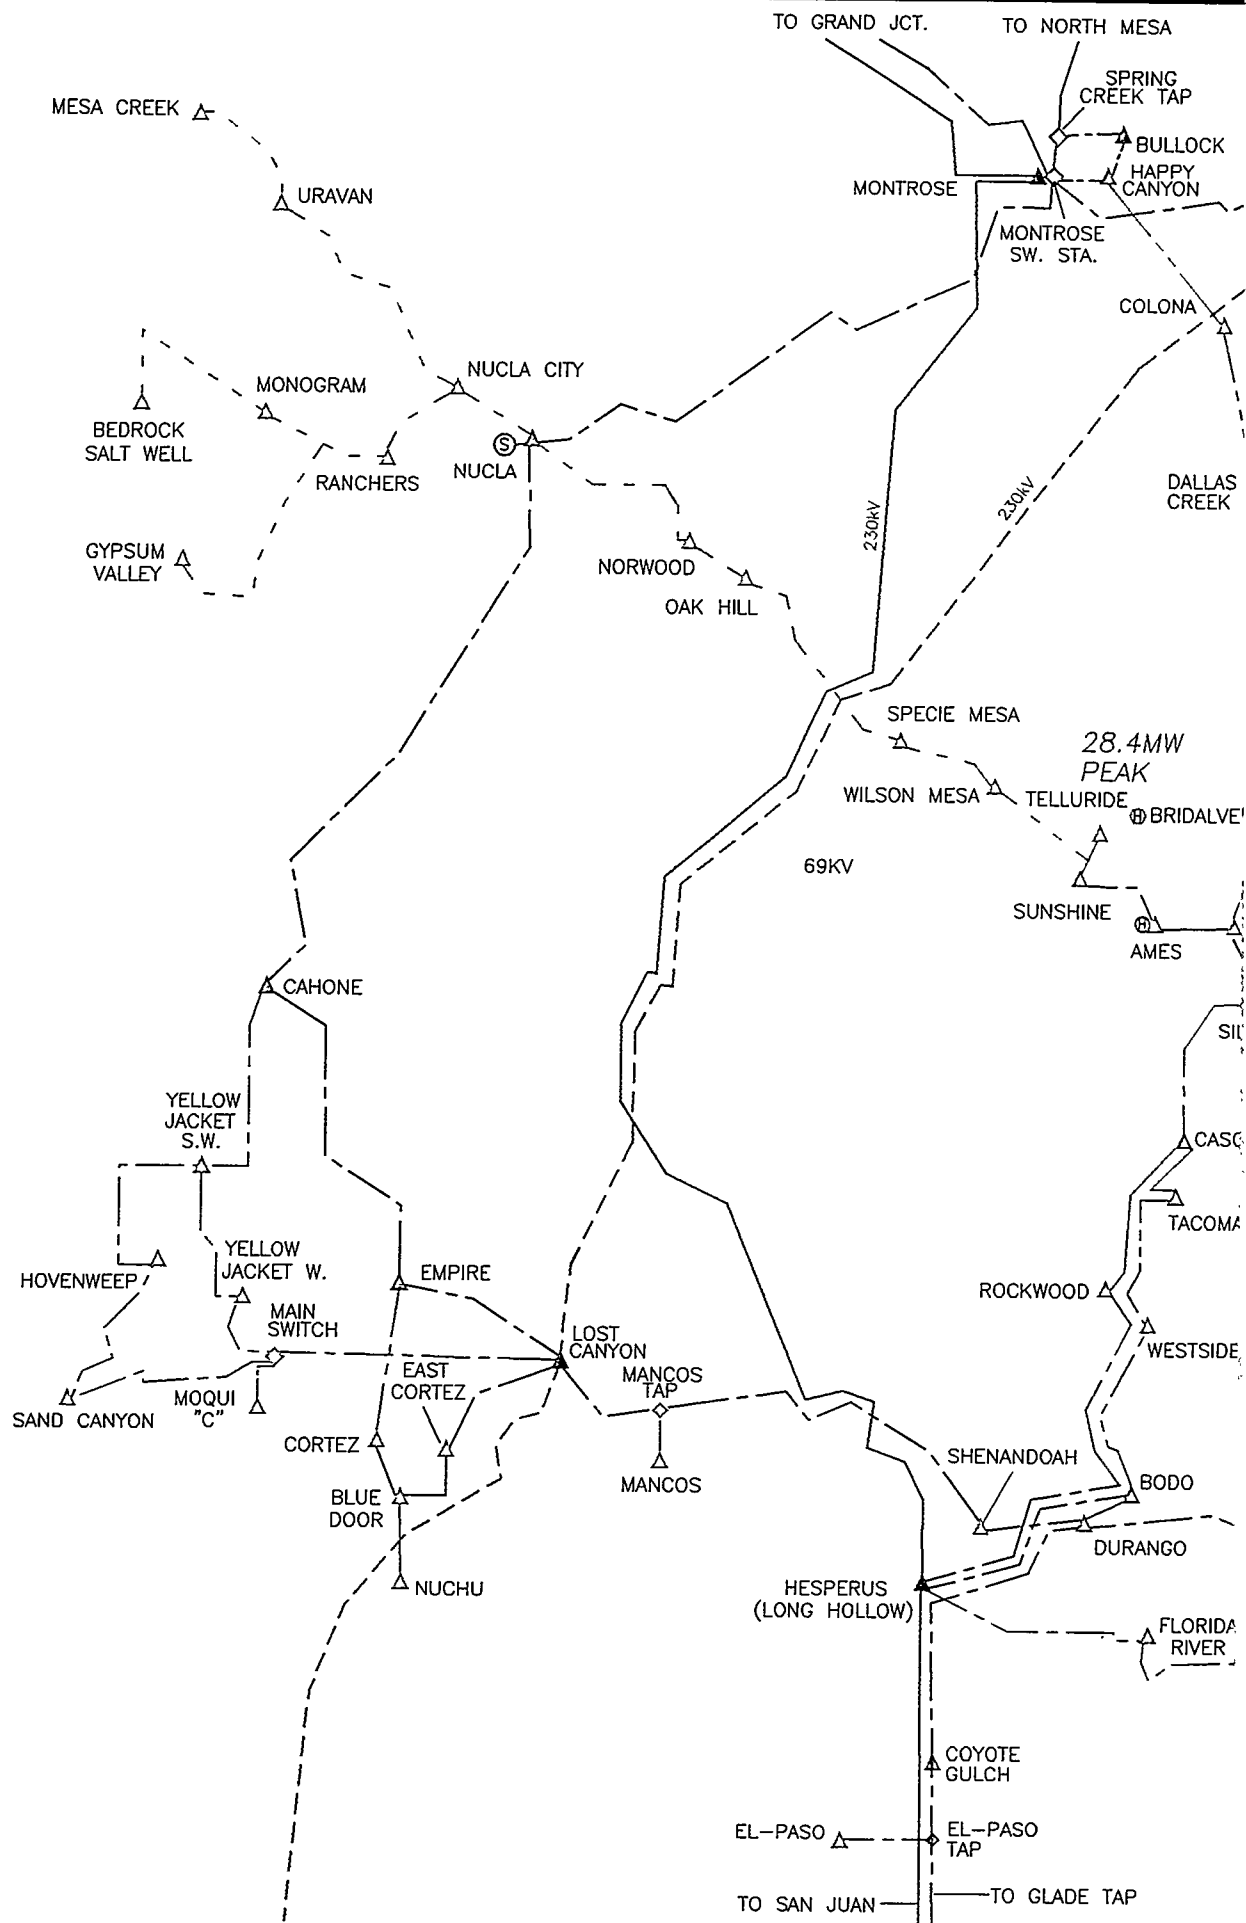 TO GRAND JCT.
TO NORTH MESA
SPRING
CREEK TAP
MESA CREEK
BULLOCK
HAPPY
CANYON
MONTROSE
URAVAN
MONTROSE
SW. STA.
COLONA
NUCLA CITY
MONOGRAM
BEDROCK
SALT WELL
S
NUCLA
RANCHERS
DALLAS
CREEK
230kV
230kV
GYPSUM
VALLEY
NORWOOD
OAK HILL
SPECIE MESA
28.4MW
PEAK
WILSON MESA
TELLURIDE
H
BRIDALVE
69KV
SUNSHINE
H
AMES
CAHONE
SIL
YELLOW
JACKET
S.W.
CASC
TACOMA
HOVENWEEP
YELLOW
JACKET W.
EMPIRE
ROCKWOOD
MAIN
SWITCH
LOST
CANYON
WESTSIDE
EAST
CORTEZ
MANCOS
TAP
SAND CANYON
MOQUI
"C"
CORTEZ
SHENANDOAH
MANCOS
BODO
BLUE
DOOR
DURANGO
NUCHU
HESPERUS
(LONG HOLLOW)
FLORIDA
RIVER
COYOTE
GULCH
EL-PASO
EL-PASO
TAP
TO SAN JUAN
TO GLADE TAP